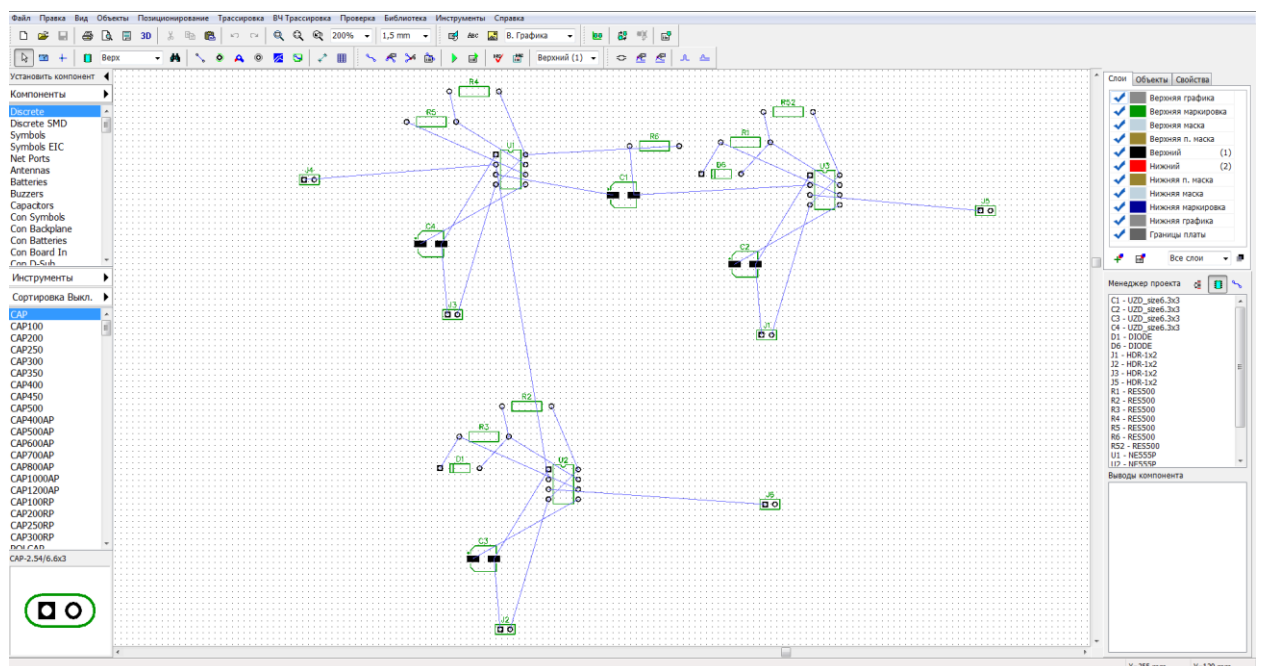 Файл Правка Вид Объекты Позиционирование Трассировка ВЧ Трассировка Проверка Библиотека Инструменты Справка
3D 200% 1,5 mm Авс В. Графика
Верх Верхний (1)
Установить компонент
Компоненты
Discrete
Discrete SMD
Symbols
Symbols EIC
Net Ports
Antennas
Batteries
Buzzers
Capacitors
Con Symbols
Con Backplane
Con Batteries
Con Board In
Con D-Sub
Инструменты
Сортировка Выкл.
CAP
CAP100
CAP200
CAP250
CAP300
CAP350
CAP400
CAP450
CAP500
CAP400AP
CAP500AP
CAP600AP
CAP700AP
CAP800AP
CAP1000AP
CAP1200AP
CAP100RP
CAP200RP
CAP250RP
CAP300RP
POLCAP
CAP-2.54/6.6x3
R4
R5
R52
R1
R6
U1
J4
D6
U3
C1
J5
C4
C2
J3
J1
R2
R3
D1
U2
J6
C3
J2
Слои Объекты Свойства
Верхняя графика
Верхняя маркировка
Верхняя маска
Верхняя п. маска
Верхний (1)
Нижний (2)
Нижняя п. маска
Нижняя маска
Нижняя маркировка
Нижняя графика
Границы платы
Все слои
Менеджер проекта
C1 - UZD_size6.3x3
C2 - UZD_size6.3x3
C3 - UZD_size6.3x3
C4 - UZD_size6.3x3
D1 - DIODE
D6 - DIODE
J1 - HDR-1x2
J2 - HDR-1x2
J3 - HDR-1x2
J5 - HDR-1x2
R1 - RES500
R2 - RES500
R3 - RES500
R4 - RES500
R5 - RES500
R6 - RES500
R52 - RES500
U1 - NE555P
U2 - NE555P
Выводы компонента